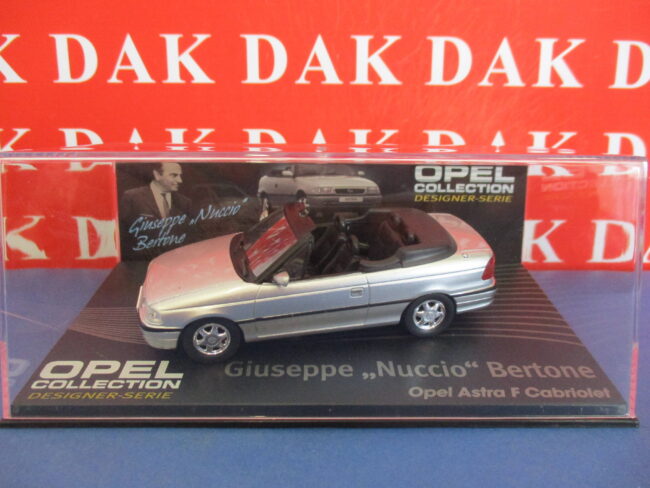 DAK DAK DAK DAK
DAK DAK DAK DAK
OPEL
COLLECTION
DESIGNER-SERIE
Giuseppe „Nuccio“
Bertone
DAK
OPEL
COLLECTION
DESIGNER-SERIE
Giuseppe „Nuccio“ Bertone
Opel Astra F Cabriolet